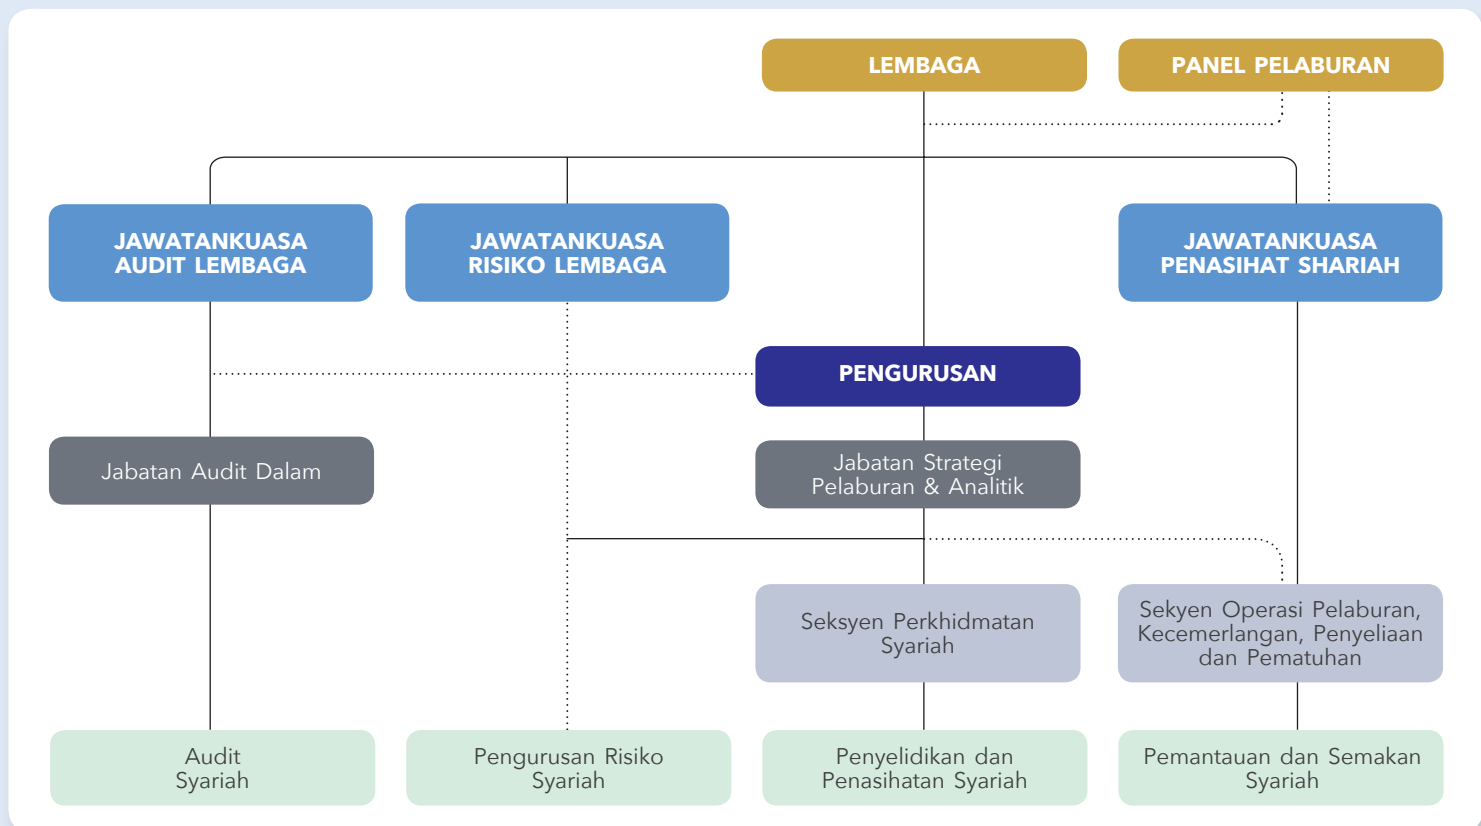 LEMBAGA
PANEL PELABURAN
JAWATANKUASA
AUDIT LEMBAGA
JAWATANKUASA
RISIKO LEMBAGA
JAWATANKUASA
PENASIHAT SHARIAH
PENGURUSAN
Jabatan Audit Dalam
Jabatan Strategi
Pelaburan & Analitik
Seksyen Perkhidmatan
Syariah
Sekyen Operasi Pelaburan,
Kecemerlangan, Penyeliaan
dan Pematuhan
Audit
Syariah
Pengurusan Risiko
Syariah
Penyelidikan dan
Penasihatan Syariah
Pemantauan dan Semakan
Syariah